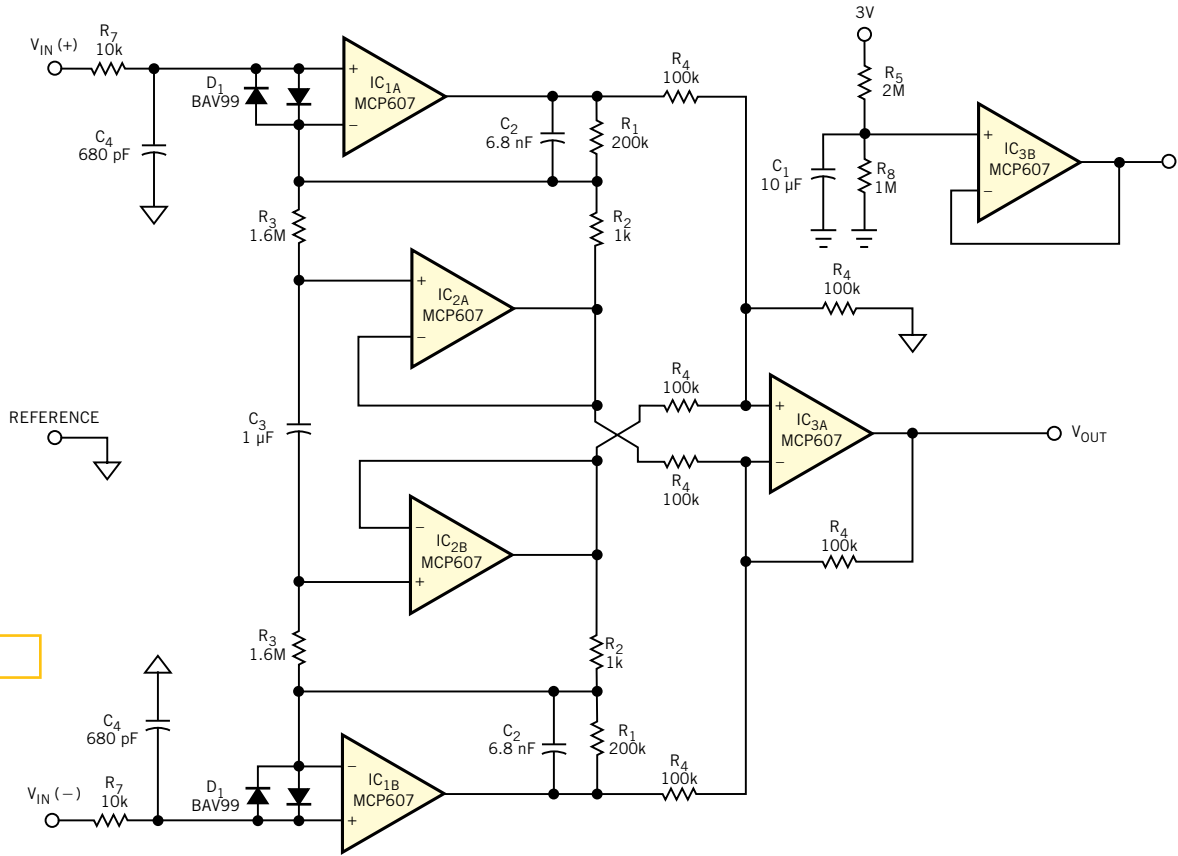 V_IN (+)
R7
10k
C4
680 pF
D1
BAV99
+
−
IC1A
MCP607
C2
6.8 nF
R1
200k
R4
100k
3V
R5
2M
C1
10 µF
R8
1M
+
−
IC3B
MCP607
R3
1.6M
R2
1k
+
−
IC2A
MCP607
R4
100k
REFERENCE
C3
1 µF
R4
100k
R4
100k
+
−
IC3A
MCP607
V_OUT
−
+
IC2B
MCP607
R4
100k
R3
1.6M
R2
1k
C4
680 pF
C2
6.8 nF
R1
200k
R4
100k
V_IN (−)
R7
10k
D1
BAV99
−
+
IC1B
MCP607